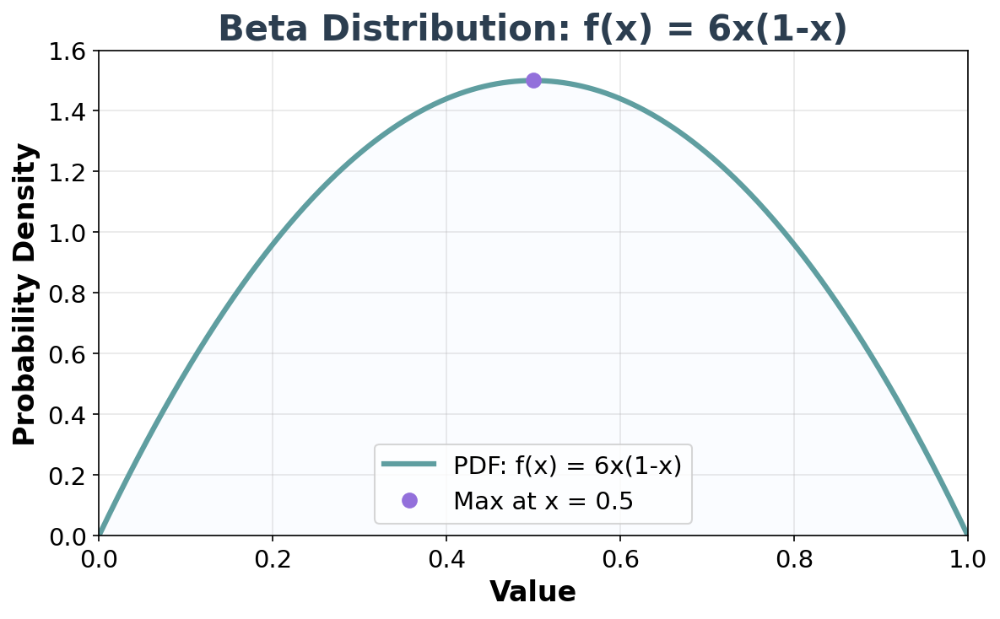 Beta Distribution: f(x) = 6x(1-x)
Probability Density
1.6
1.4
1.2
1.0
0.8
0.6
0.4
0.2
0.0
PDF: f(x) = 6x(1-x)
Max at x = 0.5
0.0 0.2 0.4 0.6 0.8 1.0
Value